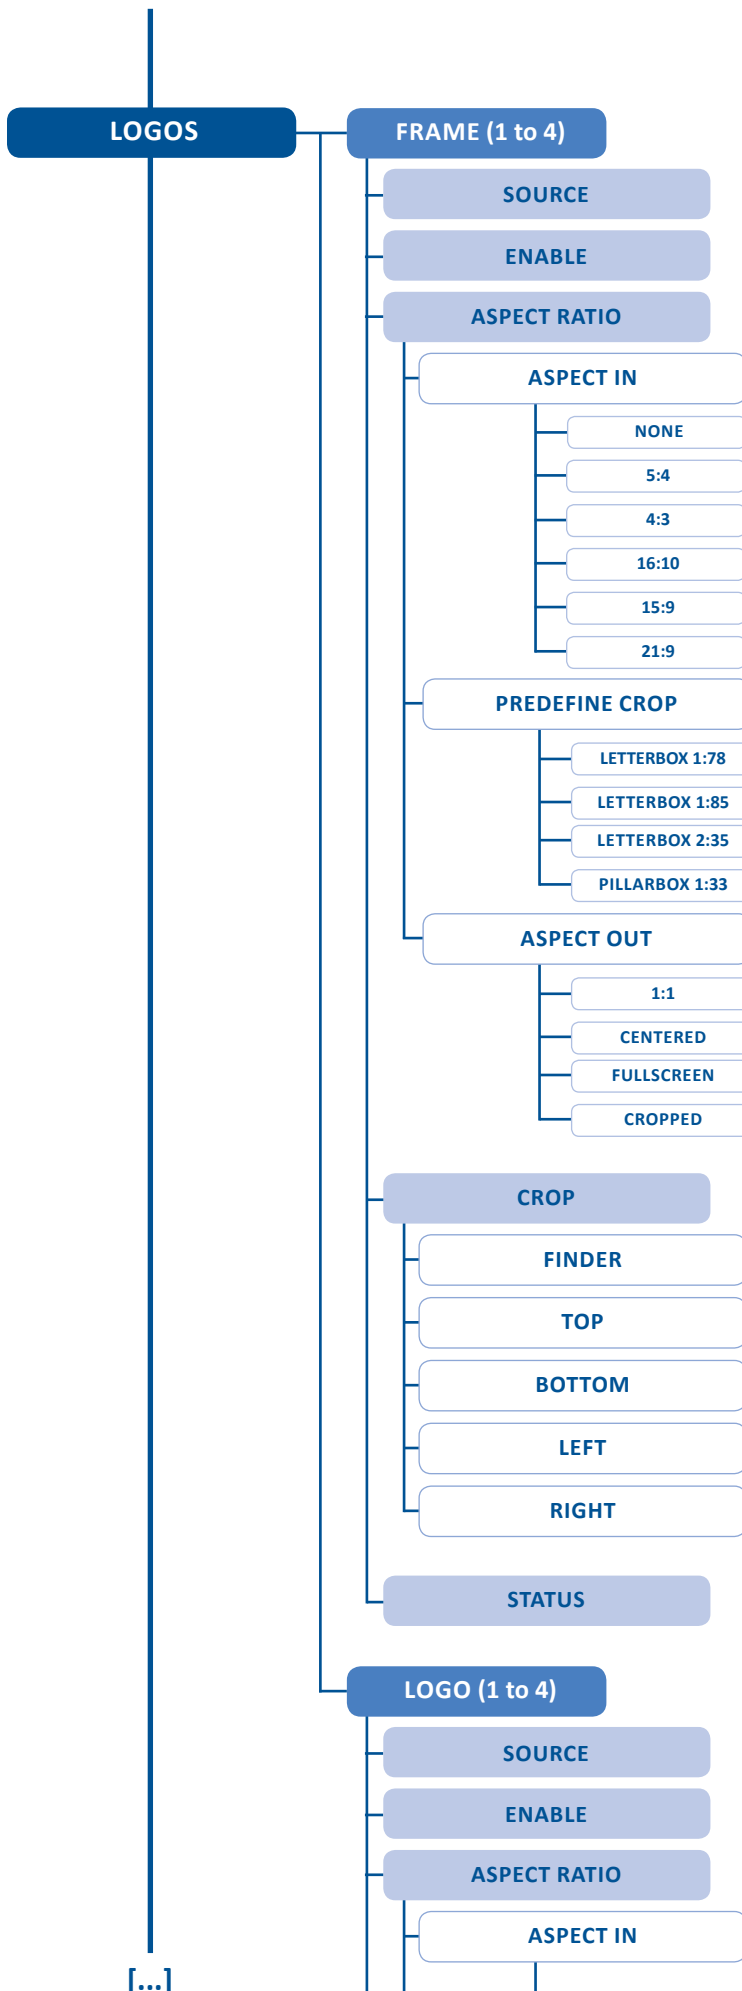 LOGOS
FRAME (1 to 4)
SOURCE
ENABLE
ASPECT RATIO
ASPECT IN
NONE
5:4
4:3
16:10
15:9
21:9
PREDEFINE CROP
LETTERBOX 1:78
LETTERBOX 1:85
LETTERBOX 2:35
PILLARBOX 1:33
ASPECT OUT
1:1
CENTERED
FULLSCREEN
CROPPED
CROP
FINDER
TOP
BOTTOM
LEFT
RIGHT
STATUS
LOGO (1 to 4)
SOURCE
ENABLE
ASPECT RATIO
ASPECT IN
[...]